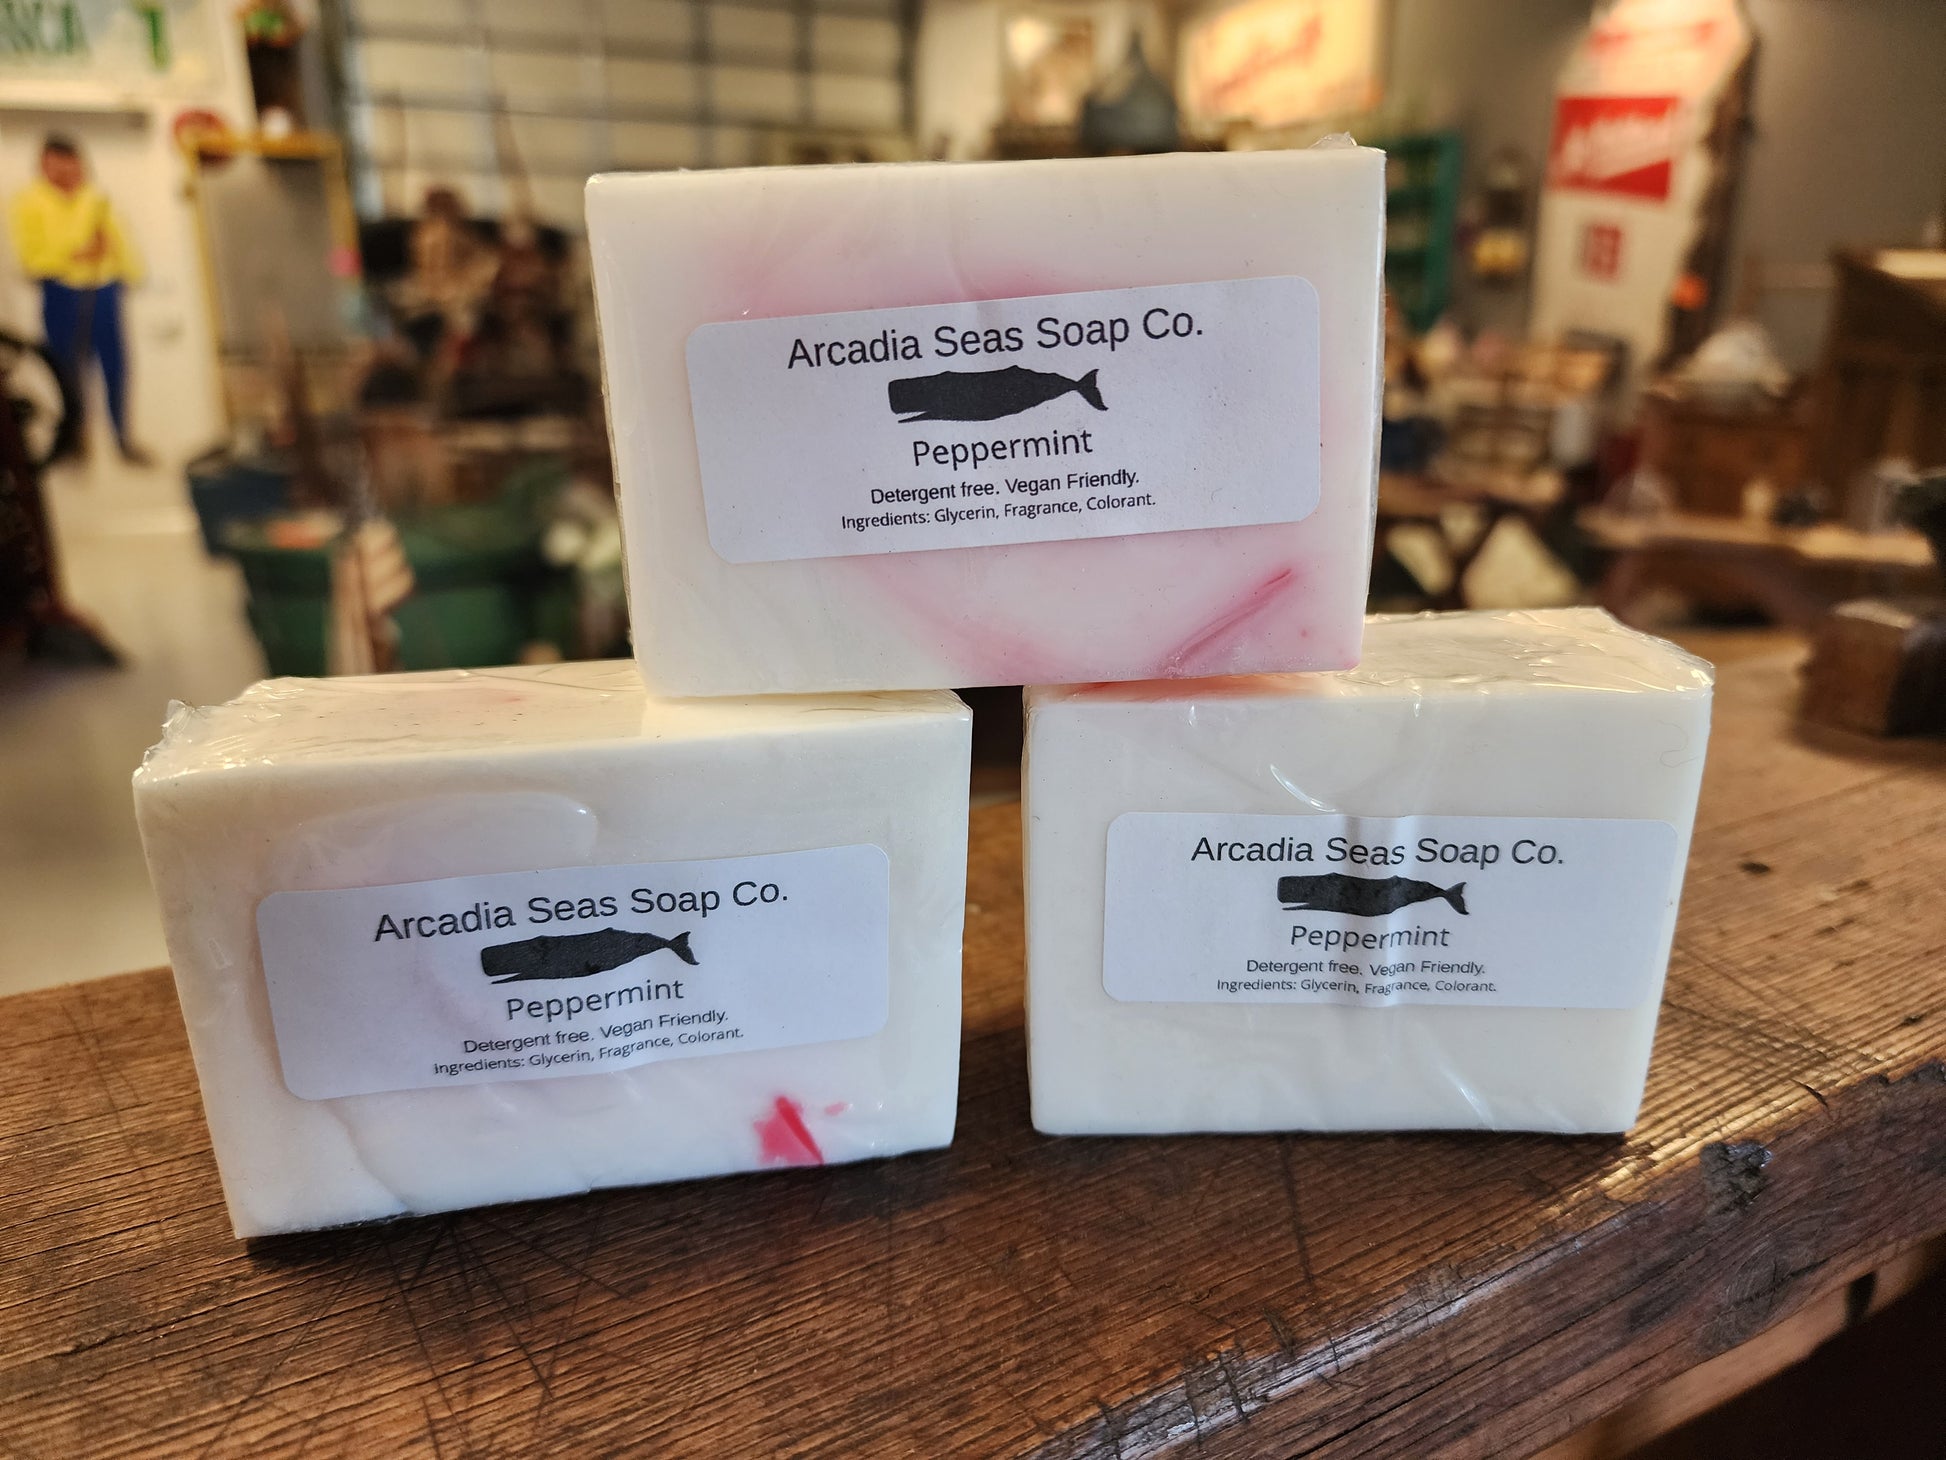 Arcadia Seas Soap Co.
Peppermint
Detergent free. Vegan Friendly.
Ingredients: Glycerin, Fragrance, Colorant.
Arcadia Seas Soap Co.
Peppermint
Detergent free. Vegan Friendly.
Ingredients: Glycerin, Fragrance, Colorant.
Arcadia Seas Soap Co.
Peppermint
Detergent free. Vegan Friendly.
Ingredients: Glycerin, Fragrance, Colorant.